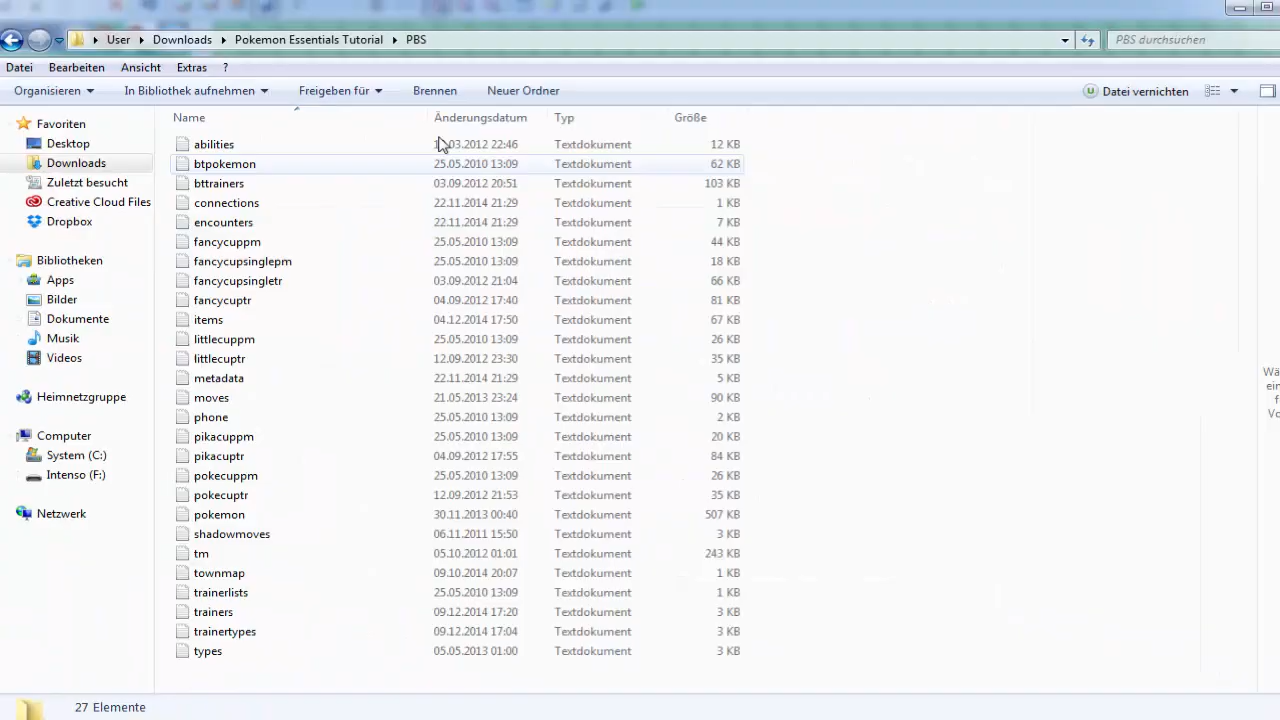 User Downloads Pokemon Essentials Tutorial PBS PBS durchsuchen
Datei Bearbeiten Ansicht Extras ?
Organisieren In Bibliothek aufnehmen Freigeben für Brennen Neuer Ordner Datei vernichten
Name Änderungsdatum Typ Größe
Favoriten
Desktop
Downloads
Zuletzt besucht
Creative Cloud Files
Dropbox
Bibliotheken
Apps
Bilder
Dokumente
Musik
Videos
Heimnetzgruppe
Computer
System (C:)
Intenso (F:)
Netzwerk
abilities 03.2012 22:46 Textdokument 12 KB
btpokemon 25.05.2010 13:09 Textdokument 62 KB
bttrainers 03.09.2012 20:51 Textdokument 103 KB
connections 22.11.2014 21:29 Textdokument 1 KB
encounters 22.11.2014 21:29 Textdokument 7 KB
fancycuppm 25.05.2010 13:09 Textdokument 44 KB
fancycupsinglepm 25.05.2010 13:09 Textdokument 18 KB
fancycupsingletr 03.09.2012 21:04 Textdokument 66 KB
fancycuptr 04.09.2012 17:40 Textdokument 81 KB
items 04.12.2014 17:50 Textdokument 67 KB
littlecuppm 25.05.2010 13:09 Textdokument 26 KB
littlecuptr 12.09.2012 23:30 Textdokument 35 KB
metadata 22.11.2014 21:29 Textdokument 5 KB
moves 21.05.2013 23:24 Textdokument 90 KB
phone 25.05.2010 13:09 Textdokument 2 KB
pikacuppm 25.05.2010 13:09 Textdokument 20 KB
pikacuptr 04.09.2012 17:55 Textdokument 84 KB
pokecuppm 25.05.2010 13:09 Textdokument 26 KB
pokecuptr 12.09.2012 21:53 Textdokument 35 KB
pokemon 30.11.2013 00:40 Textdokument 507 KB
shadowmoves 06.11.2011 15:50 Textdokument 3 KB
tm 05.10.2012 01:01 Textdokument 243 KB
townmap 09.10.2014 20:07 Textdokument 1 KB
trainerlists 25.05.2010 13:09 Textdokument 1 KB
trainers 09.12.2014 17:20 Textdokument 3 KB
trainertypes 09.12.2014 17:04 Textdokument 3 KB
types 05.05.2013 01:00 Textdokument 3 KB
Wä
ein
f
Vo
27 Elemente